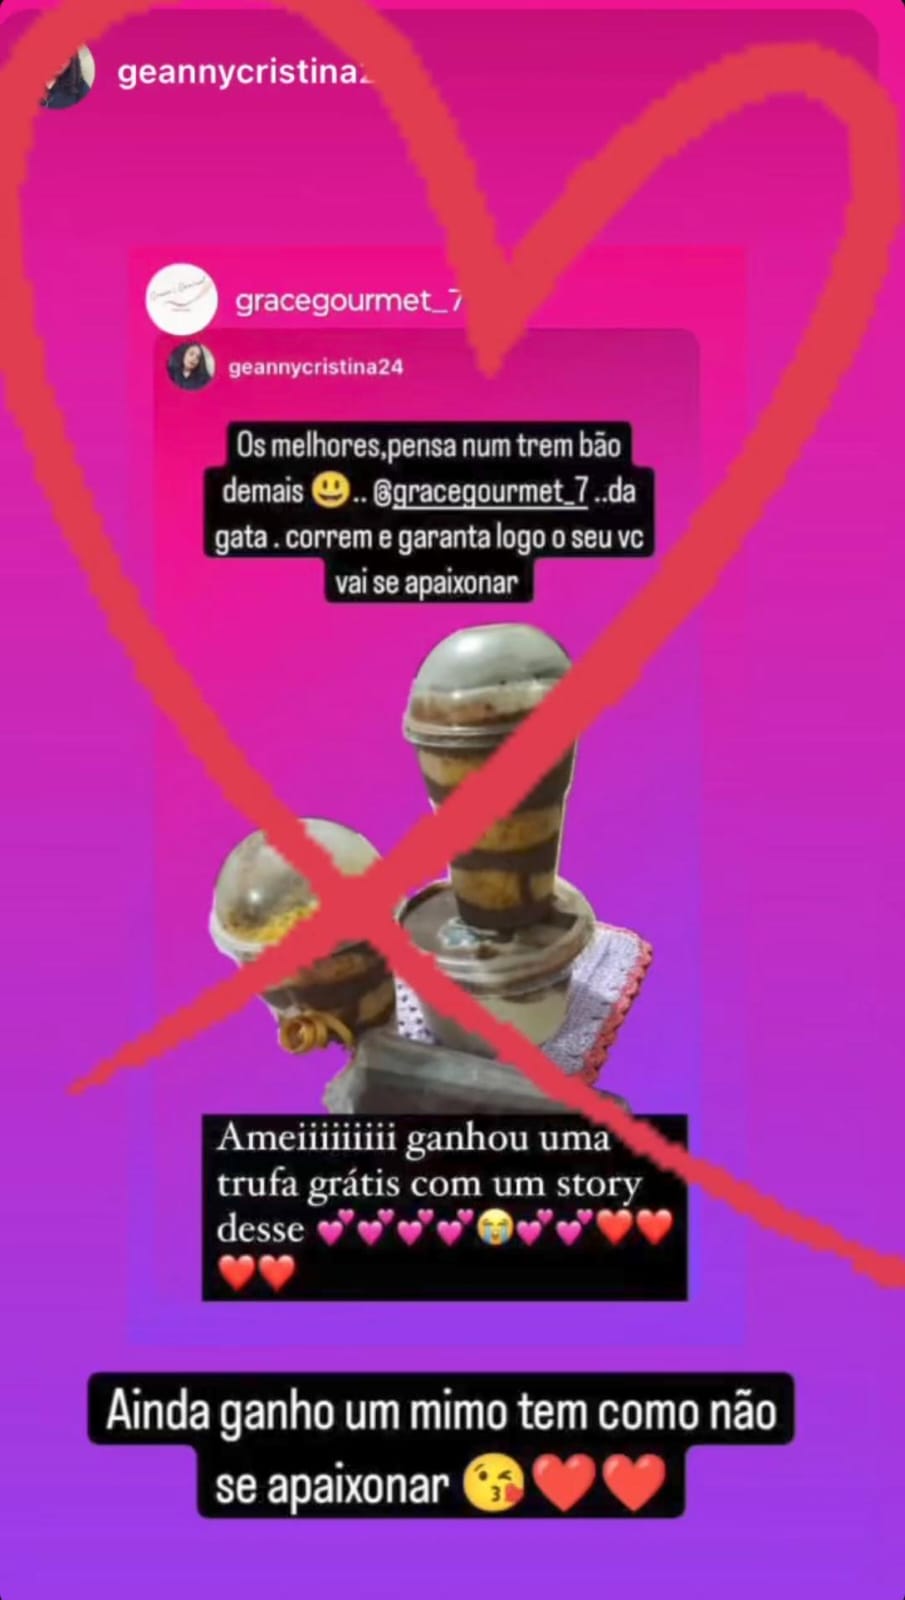 geannycristina2
gracegourmet_7
geannycristina24
Os melhores,pensa num trem bão
demais 😃.. @gracegourmet_7 ..da
gata . correm e garanta logo o seu vc
vai se apaixonar
Ameiiiiiiiiii ganhou uma
trufa grátis com um story
desse 💕💕💕💕😭💕💕❤️❤️
❤️❤️
Ainda ganho um mimo tem como não
se apaixonar 😘❤️❤️